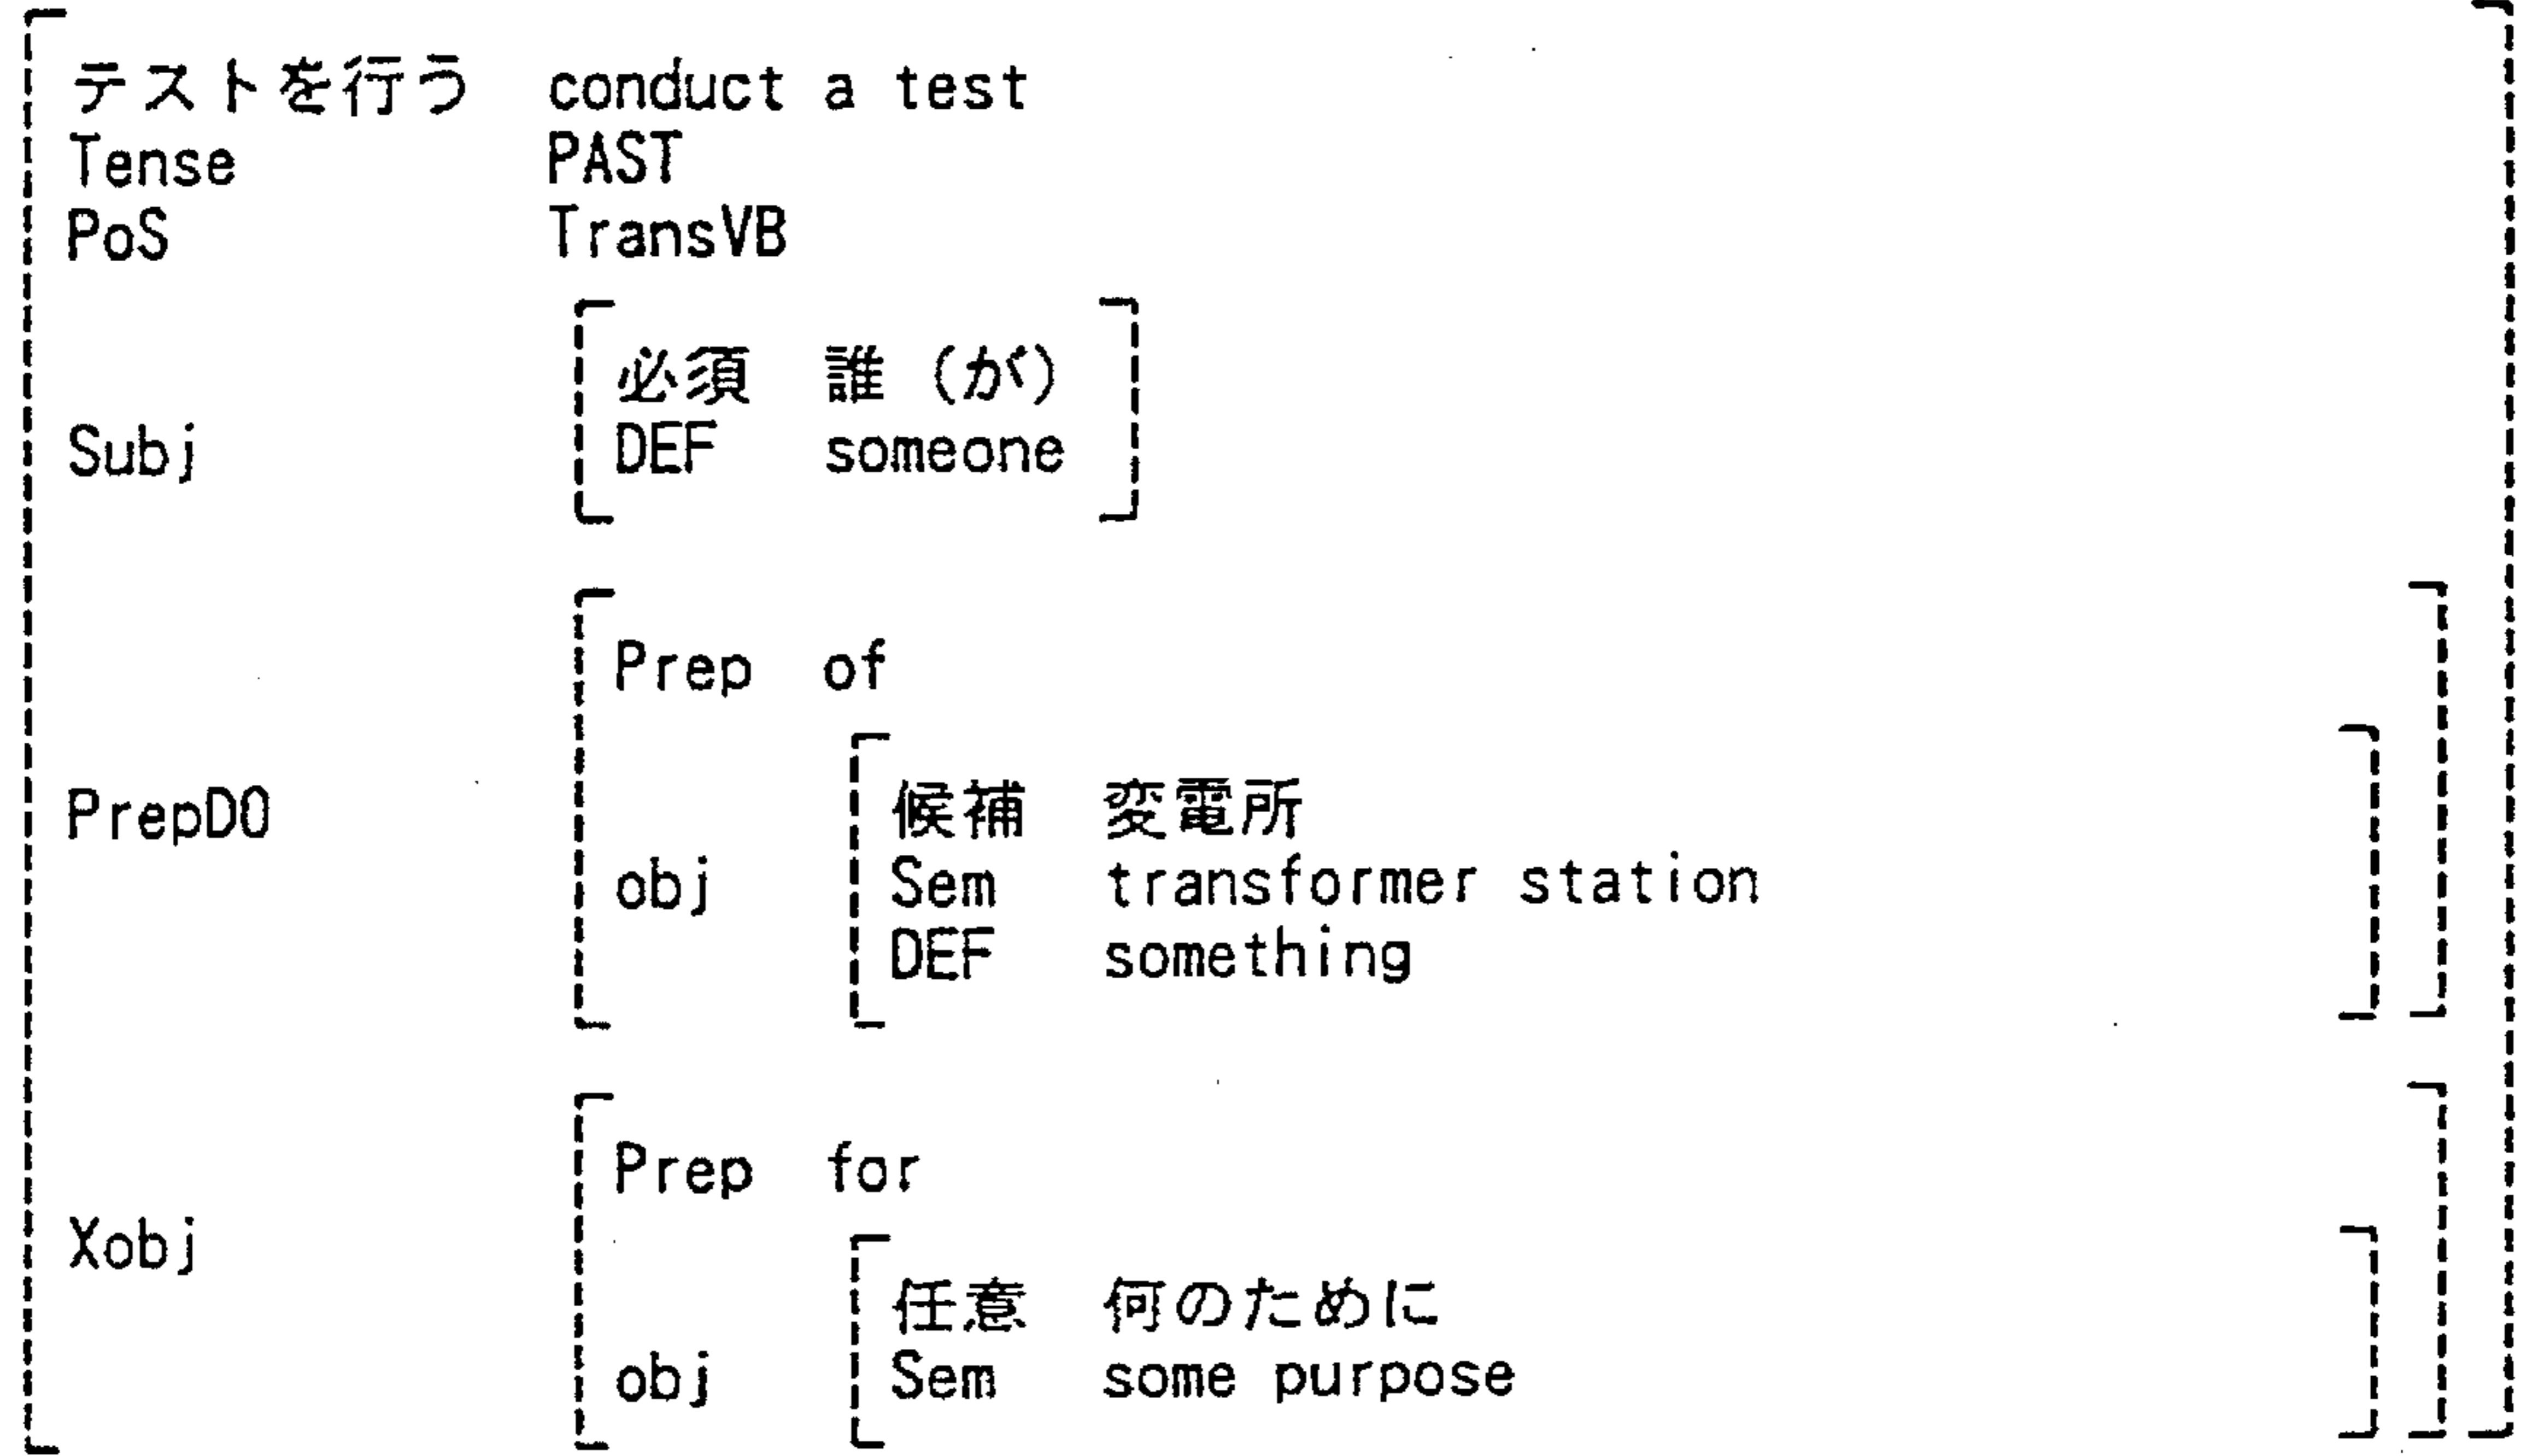 テストを行う conduct a test
Tense PAST
PoS TransVB
必須 誰（が）
Subj DEF someone
Prep of
候補 変電所
PrepDO
obj Sem transformer station
DEF something
Prep for
Xobj
任意 何のために
obj Sem some purpose